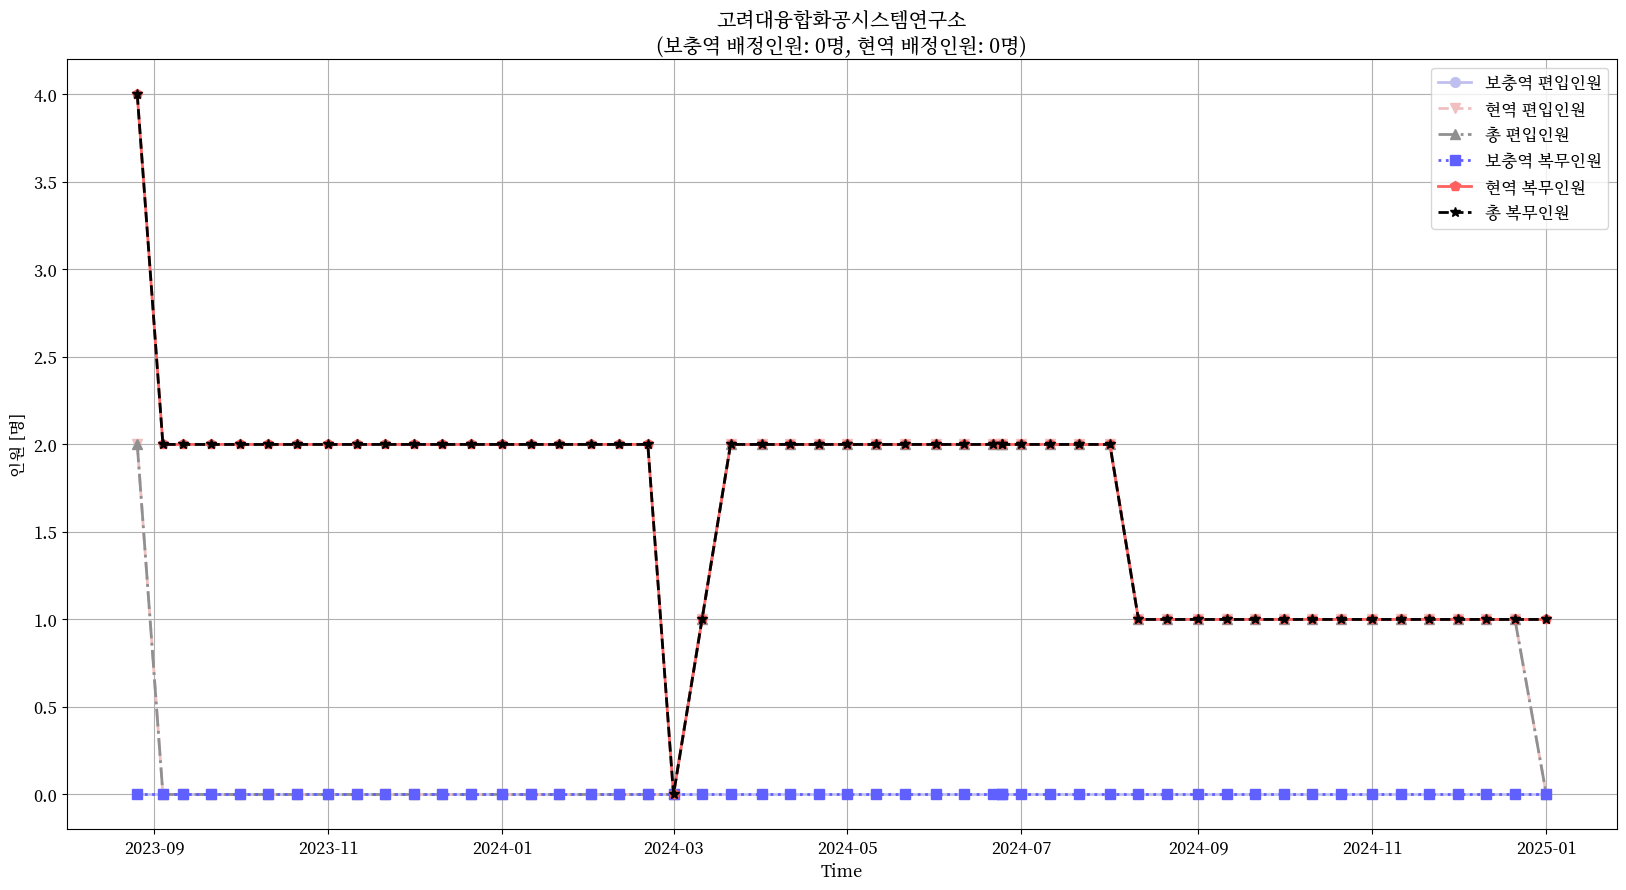 고려대융합화공시스템연구소
(보충역 배정인원: 0명, 현역 배정인원: 0명)
보충역 편입인원
현역 편입인원
총 편입인원
보충역 복무인원
현역 복무인원
총 복무인원
인원 [명]
4.0
3.5
3.0
2.5
2.0
1.5
1.0
0.5
0.0
2023-09
2023-11
2024-01
2024-03
2024-05
2024-07
2024-09
2024-11
2025-01
Time